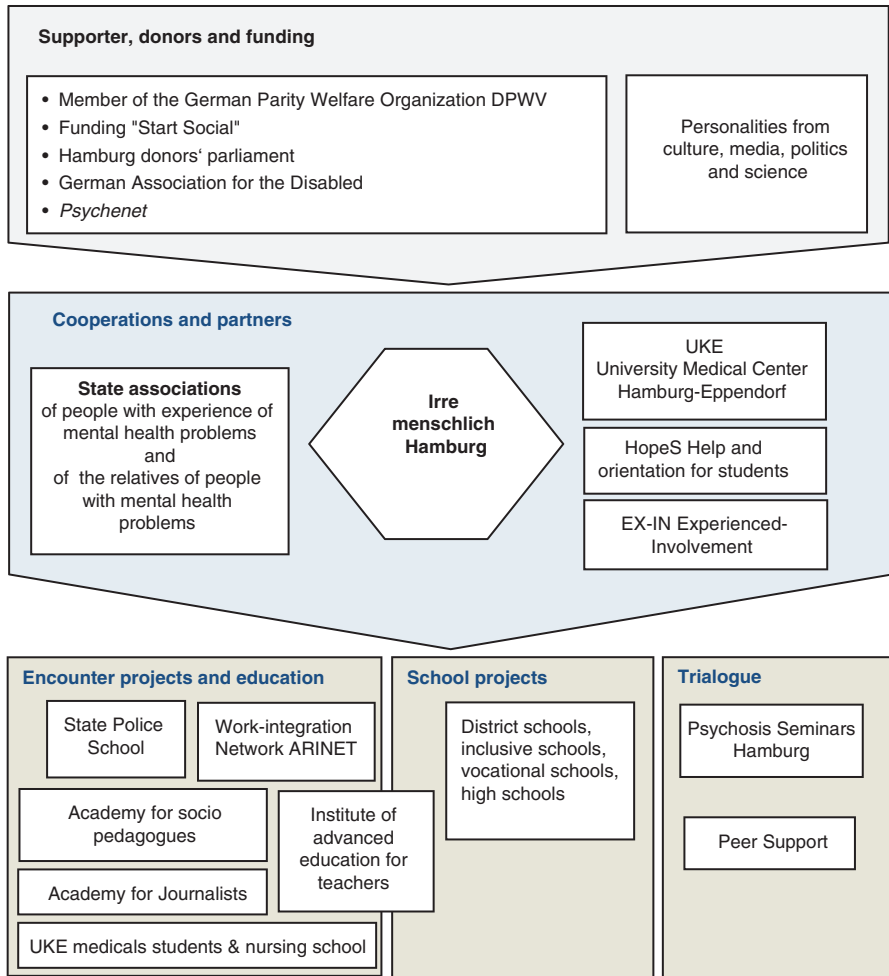 Supporter, donors and funding
• Member of the German Parity Welfare Organization DPWV
• Funding "Start Social"
• Hamburg donors‘ parliament
• German Association for the Disabled
• Psychenet
Personalities from
culture, media, politics
and science
Cooperations and partners
State associations
of people with experience of
mental health problems
and
of the relatives of people
with mental health
problems
Irre
menschlich
Hamburg
UKE
University Medical Center
Hamburg-Eppendorf
HopeS Help and
orientation for students
EX-IN Experienced-
Involvement
Encounter projects and education
State Police
School
Work-integration
Network ARINET
Academy for socio
pedagogues
Institute of
advanced
education for
teachers
Academy for Journalists
UKE medicals students & nursing school
School projects
District schools,
inclusive schools,
vocational schools,
high schools
Trialogue
Psychosis Seminars
Hamburg
Peer Support